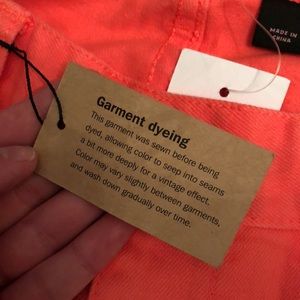 MADE IN
CHINA
Garment dyeing
This garment was sewn before being
dyed, allowing color to seep into seams
a bit more deeply for a vintage effect.
Color may vary slightly between garments,
and wash down gradually over time.